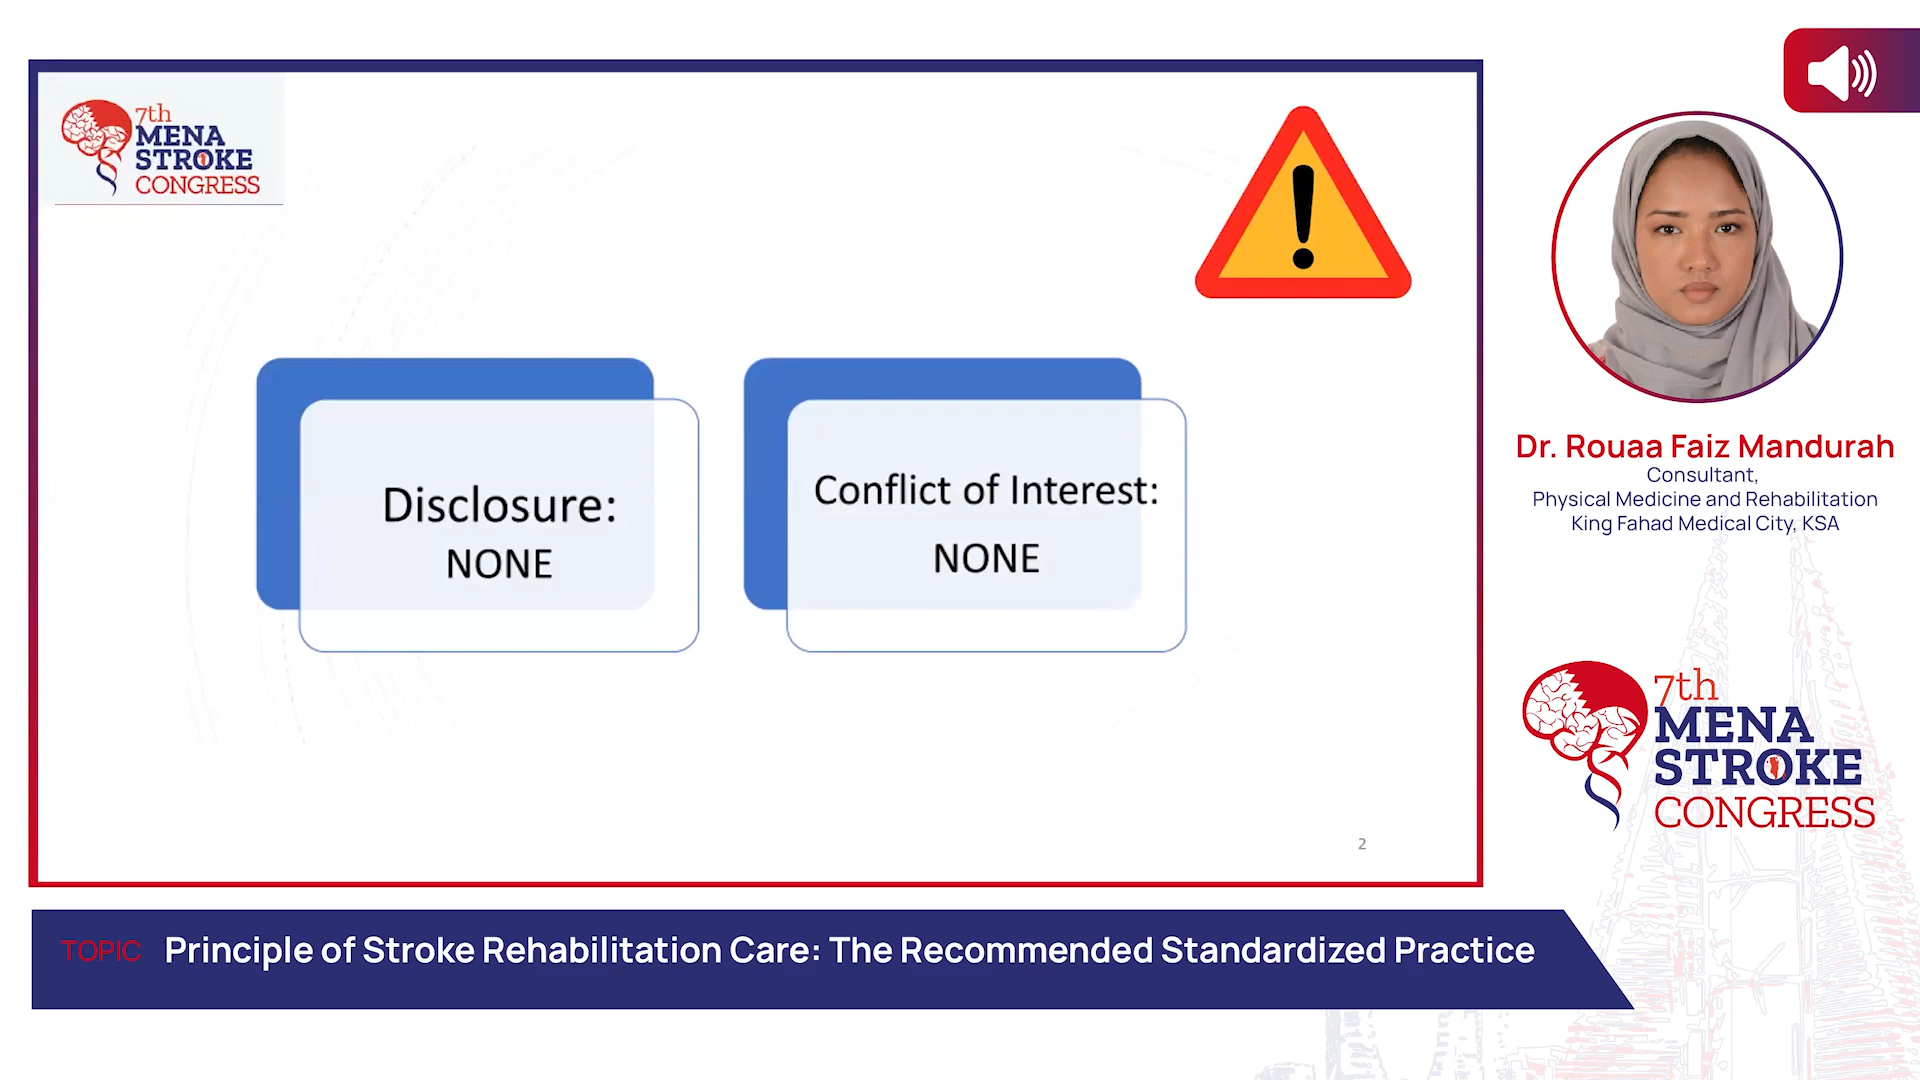 7th
MENA
STROKE
CONGRESS
Disclosure:
NONE
Conflict of Interest:
NONE
2
Dr. Rouaa Faiz Mandurah
Consultant,
Physical Medicine and Rehabilitation
King Fahad Medical City, KSA
7th
MENA
STROKE
CONGRESS
TOPIC Principle of Stroke Rehabilitation Care: The Recommended Standardized Practice